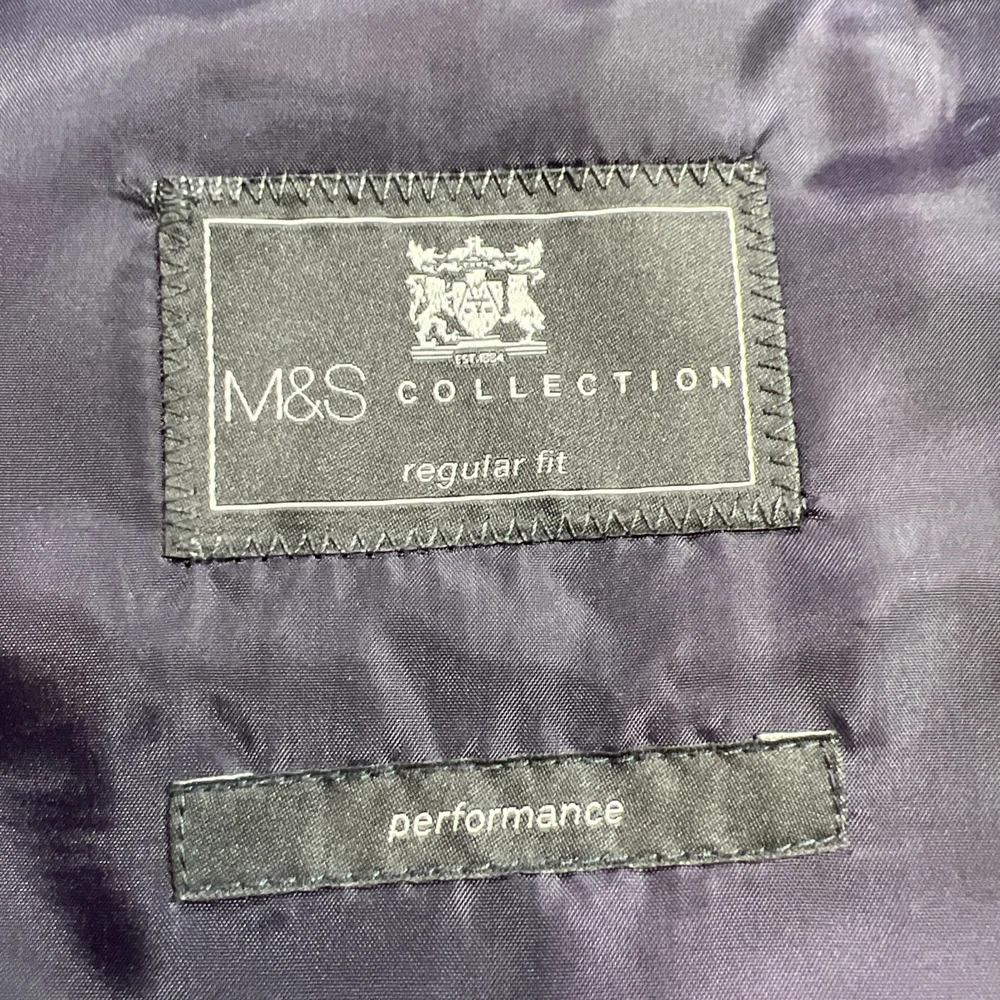 EST. 1884
M&S COLLECTION
regular fit
performance